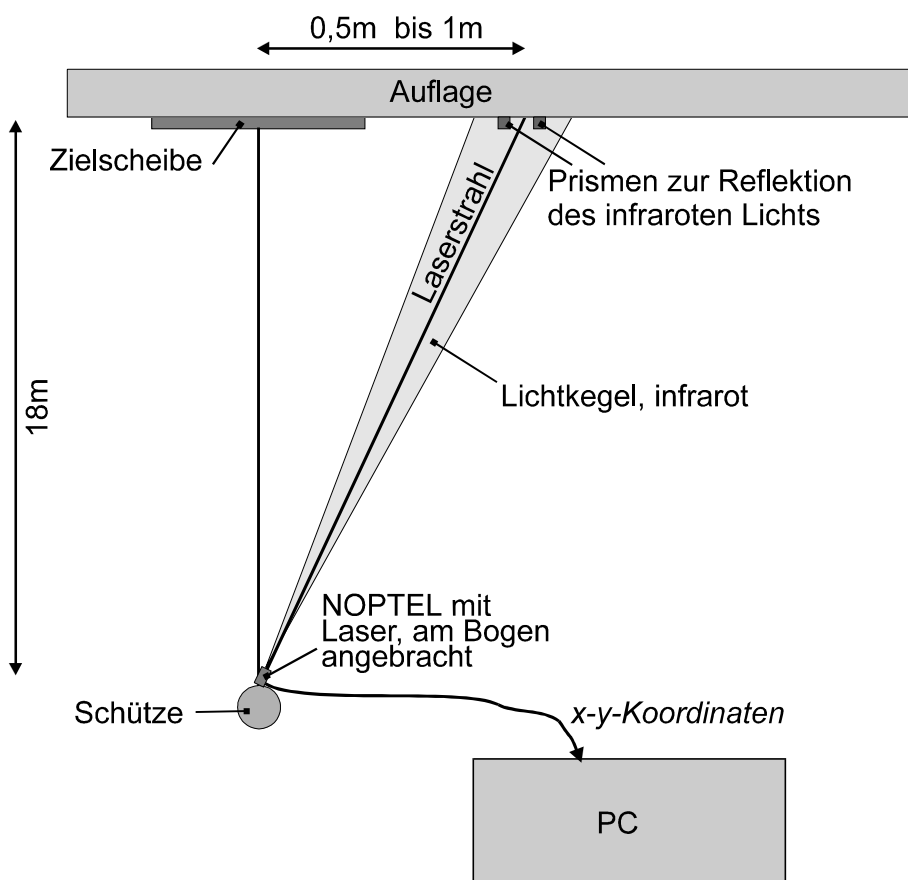 0,5m bis 1m
Auflage
Zielscheibe
Prismen zur Reflektion
des infraroten Lichts
Laserstrahl
Lichtkegel, infrarot
18m
NOPTEL mit
Laser, am Bogen
angebracht
Schütze
x-y-Koordinaten
PC